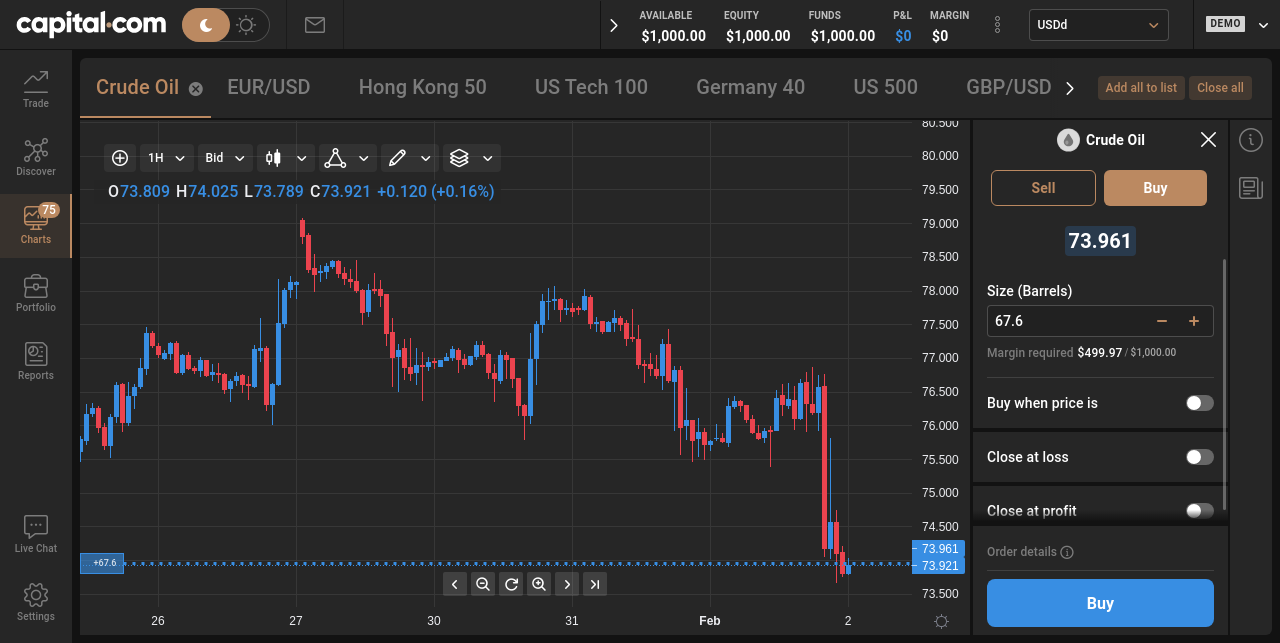 capital.com
AVAILABLE EQUITY FUNDS P&L MARGIN
$1,000.00 $1,000.00 $1,000.00 $0 $0
USDd
DEMO
Trade
Discover
75
Charts
Portfolio
Reports
Live Chat
Settings
Crude Oil EUR/USD Hong Kong 50 US Tech 100 Germany 40 US 500 GBP/USD
Add all to list Close all
1H Bid
O73.809 H74.025 L73.789 C73.921 +0.120 (+0.16%)
80.500
80.000
79.500
79.000
78.500
78.000
77.500
77.000
76.500
76.000
75.500
75.000
74.500
73.961
73.921
73.500
+67.6
26 27 30 31 Feb 2
Crude Oil
Sell Buy
73.961
Size (Barrels)
67.6 − +
Margin required $499.97 / $1,000.00
Buy when price is
Close at loss
Close at profit
Order details
Buy